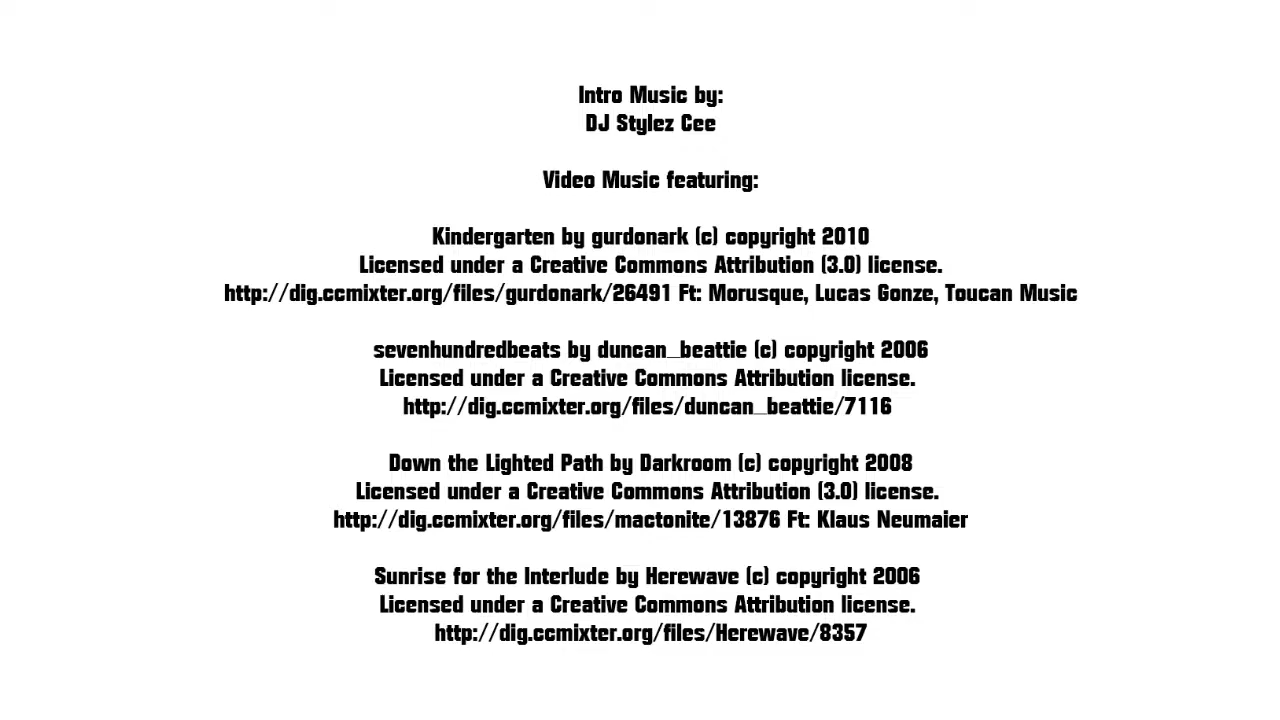 Intro Music by:
DJ Stylez Cee
Video Music featuring:
Kindergarten by gurdonark (c) copyright 2010
Licensed under a Creative Commons Attribution (3.0) license.
http://dig.ccmixter.org/files/gurdonark/26491 Ft: Morusque, Lucas Gonze, Toucan Music
sevenhundredbeats by duncan_beattie (c) copyright 2006
Licensed under a Creative Commons Attribution license.
http://dig.ccmixter.org/files/duncan_beattie/7116
Down the Lighted Path by Darkroom (c) copyright 2008
Licensed under a Creative Commons Attribution (3.0) license.
http://dig.ccmixter.org/files/mactonite/13876 Ft: Klaus Neumaier
Sunrise for the Interlude by Herewave (c) copyright 2006
Licensed under a Creative Commons Attribution license.
http://dig.ccmixter.org/files/Herewave/8357